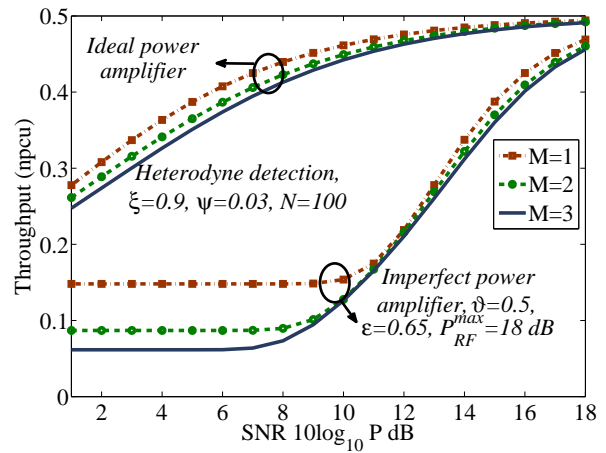 0.5
0.4
0.3
0.2
0.1
0
Throughput (npcu)
Ideal power
amplifier
Heterodyne detection,
ξ=0.9, ψ=0.03, N=100
M=1
M=2
M=3
Imperfect power
amplifier, ϑ=0.5,
ε=0.65, P_RF^max=18 dB
2 4 6 8 10 12 14 16 18
SNR 10log_10 P dB